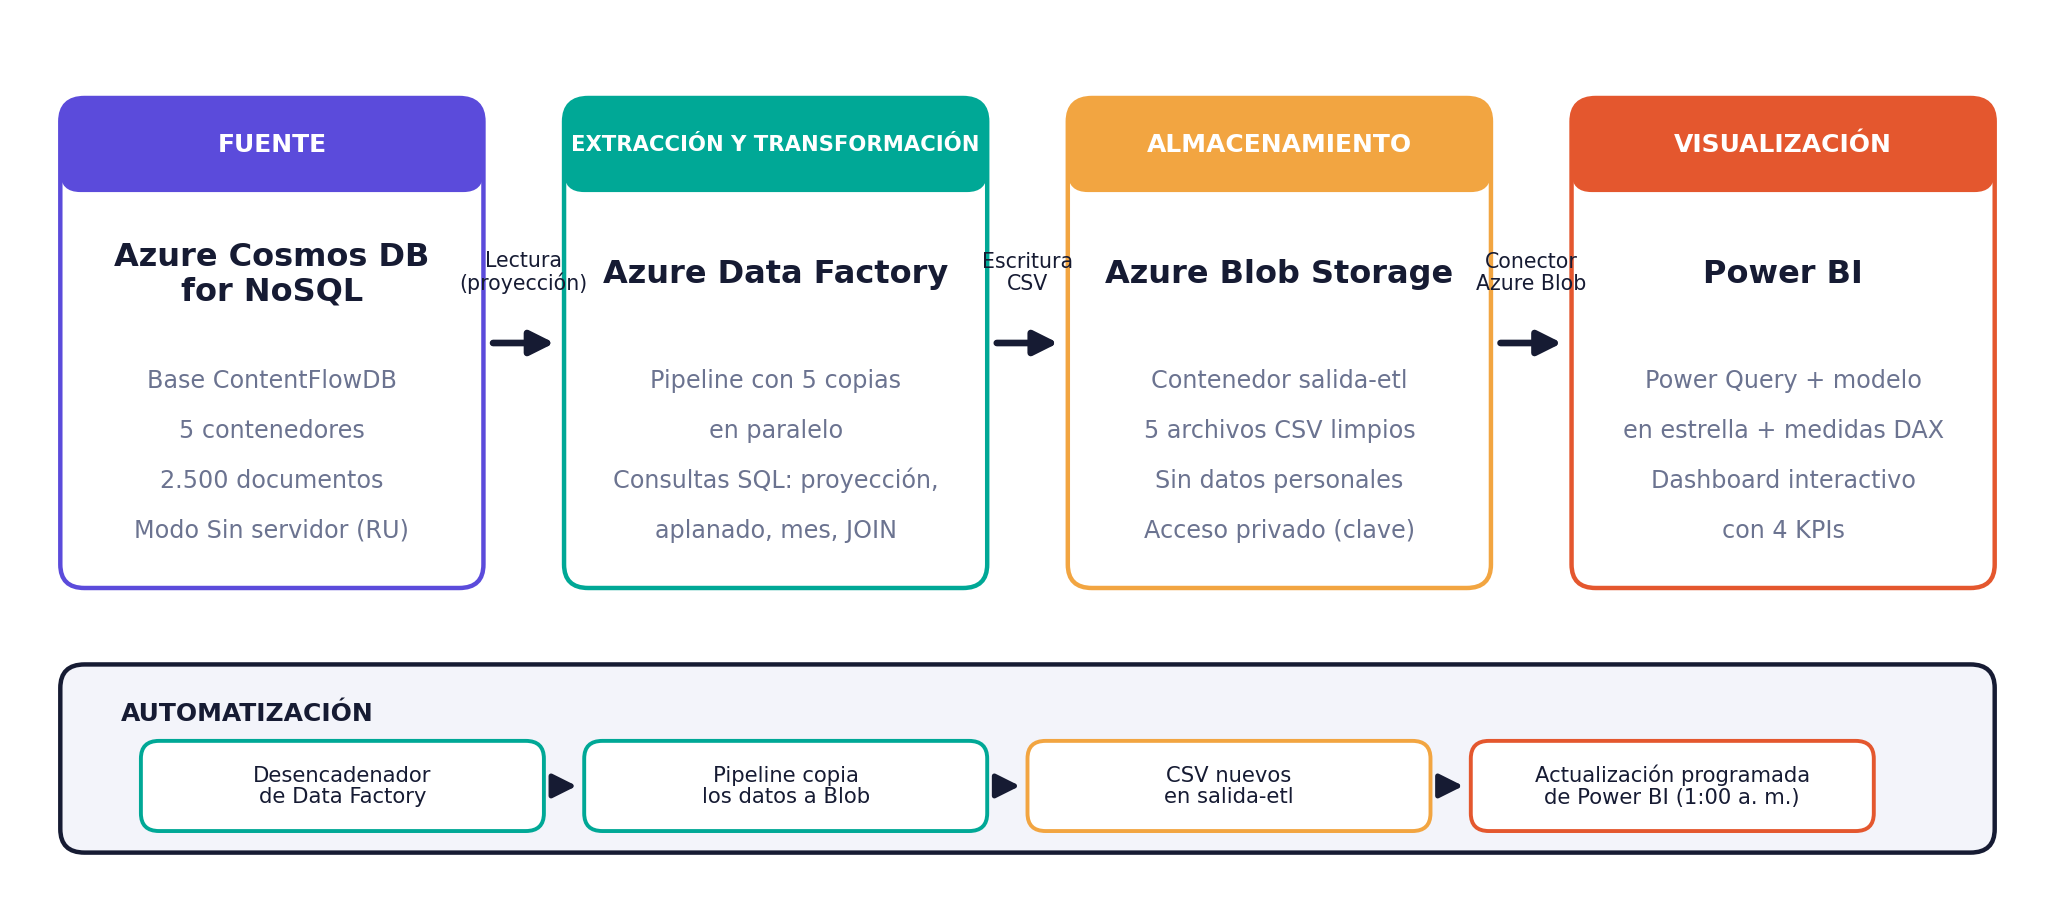 FUENTE
Azure Cosmos DB
for NoSQL
Base ContentFlowDB
5 contenedores
2.500 documentos
Modo Sin servidor (RU)
Lectura
(proyección)
EXTRACCIÓN Y TRANSFORMACIÓN
Azure Data Factory
Pipeline con 5 copias
en paralelo
Consultas SQL: proyección,
aplanado, mes, JOIN
Escritura
CSV
ALMACENAMIENTO
Azure Blob Storage
Contenedor salida-etl
5 archivos CSV limpios
Sin datos personales
Acceso privado (clave)
Conector
Azure Blob
VISUALIZACIÓN
Power BI
Power Query + modelo
en estrella + medidas DAX
Dashboard interactivo
con 4 KPIs
AUTOMATIZACIÓN
Desencadenador
de Data Factory
Pipeline copia
los datos a Blob
CSV nuevos
en salida-etl
Actualización programada
de Power BI (1:00 a. m.)